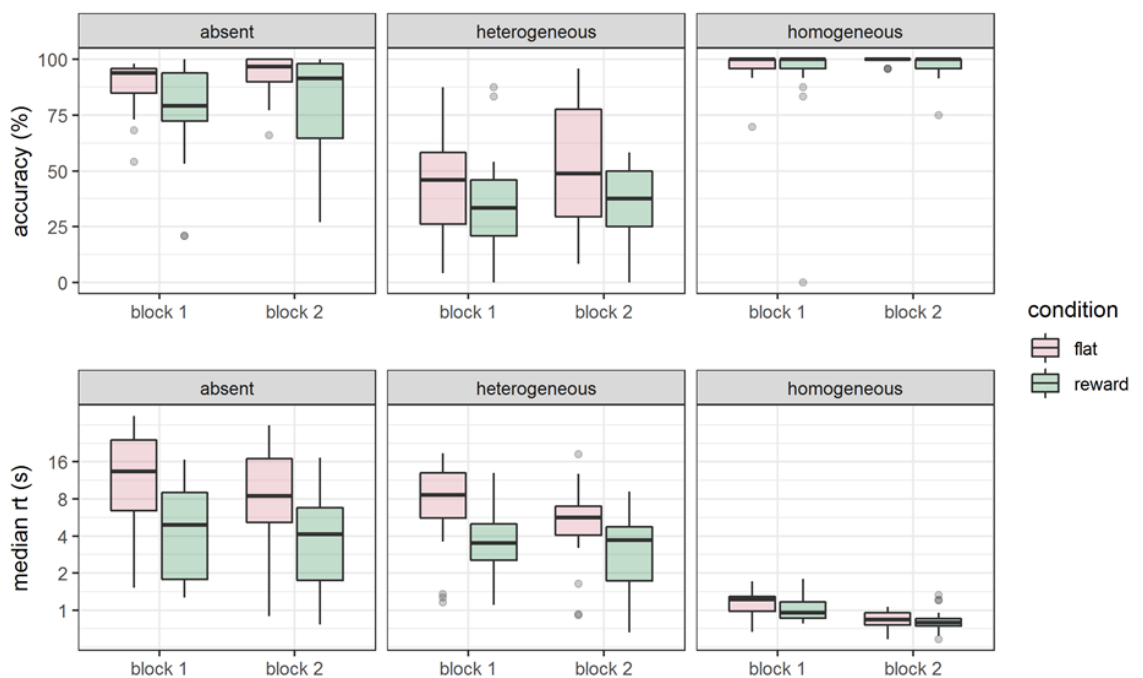 absent heterogeneous homogeneous
accuracy (%)
100
75
50
25
0
block 1 block 2 block 1 block 2 block 1 block 2
condition
flat
reward
absent heterogeneous homogeneous
median rt (s)
16
8
4
2
1
block 1 block 2 block 1 block 2 block 1 block 2